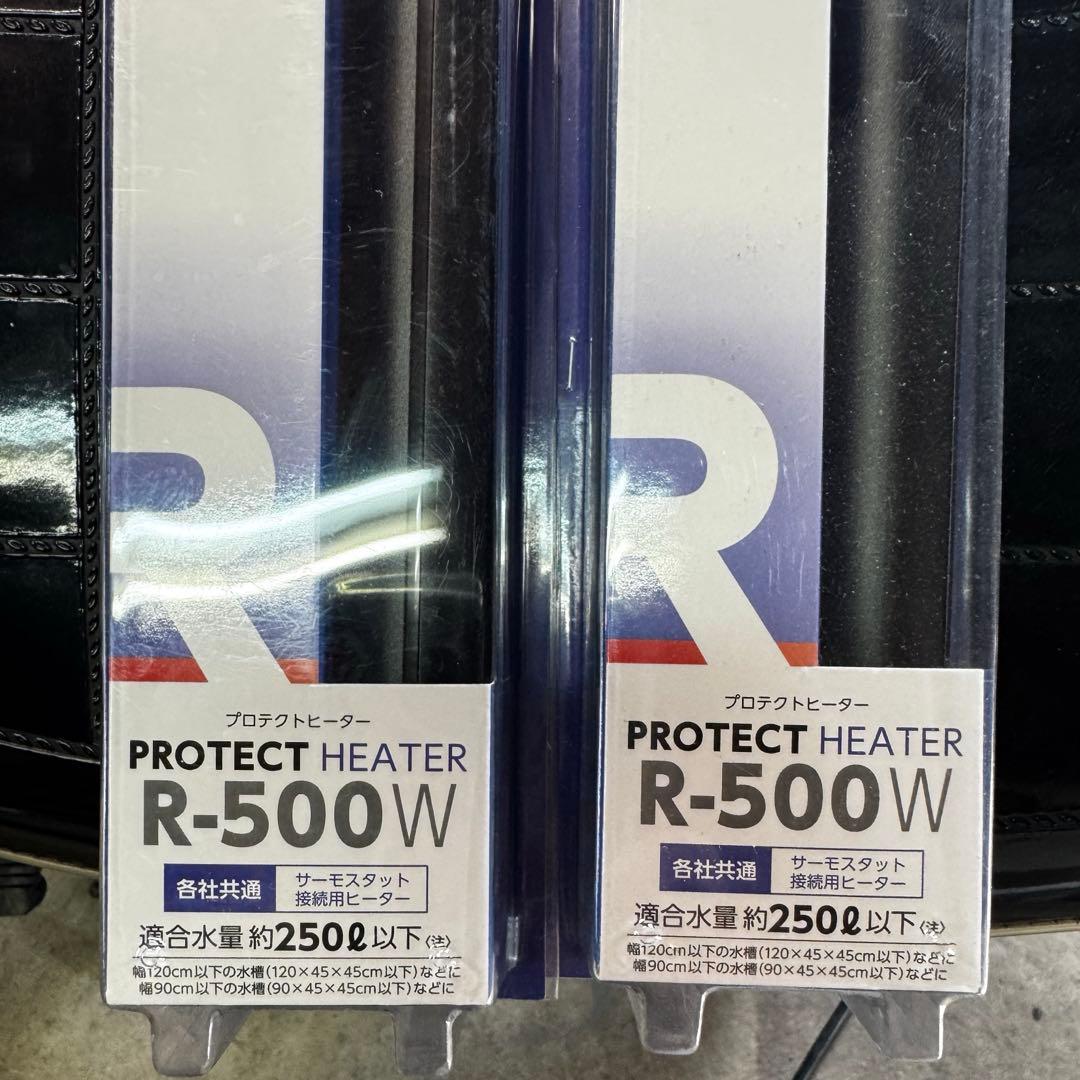 R
プロテクトヒーター
PROTECT HEATER
R-500W
各社共通
サーモスタット
接続用ヒーター
適合水量 約250ℓ以下〈注〉
幅120cm以下の水槽(120×45×45cm以下)などに
幅90cm以下の水槽(90×45×45cm以下)などに
R
プロテクトヒーター
PROTECT HEATER
R-500W
各社共通
サーモスタット
接続用ヒーター
適合水量 約250ℓ以下〈注〉
幅120cm以下の水槽(120×45×45cm以下)などに
幅90cm以下の水槽(90×45×45cm以下)などに